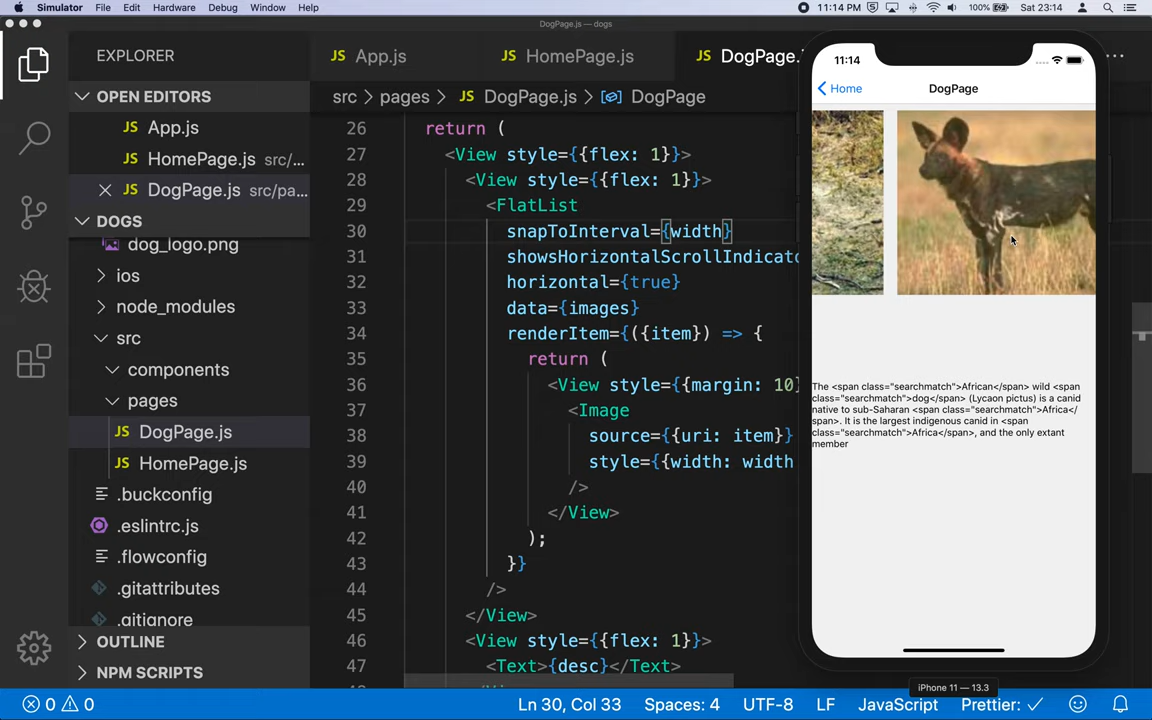 Simulator File Edit Hardware Debug Window Help 11:14 PM 100% Sat 23:14
DogPage.js — dogs
EXPLORER
OPEN EDITORS
JS App.js
JS HomePage.js src/...
JS DogPage.js src/pa...
DOGS
dog_logo.png
ios
node_modules
src
components
pages
JS DogPage.js
JS HomePage.js
.buckconfig
.eslintrc.js
.flowconfig
.gitattributes
.gitignore
OUTLINE
NPM SCRIPTS
JS App.js JS HomePage.js JS DogPage.
src > pages > JS DogPage.js > DogPage
26 return (
27 <View style={{flex: 1}}>
28 <View style={{flex: 1}}>
29 <FlatList
30 snapToInterval={width}
31 showsHorizontalScrollIndicato
32 horizontal={true}
33 data={images}
34 renderItem={({item}) => {
35 return (
36 <View style={{margin: 10}
37 <Image
38 source={{uri: item}}
39 style={{width: width
40 />
41 </View>
42 );
43 }}
44 />
45 </View>
46 <View style={{flex: 1}}>
47 <Text>{desc}</Text>
11:14
Home DogPage
The <span class="searchmatch">African</span> wild <span
class="searchmatch">dog</span> (Lycaon pictus) is a canid
native to sub-Saharan <span class="searchmatch">Africa</
span>. It is the largest indigenous canid in <span
class="searchmatch">Africa</span>, and the only extant
member
iPhone 11 — 13.3
0 0 Ln 30, Col 33 Spaces: 4 UTF-8 LF JavaScript Prettier: ✓